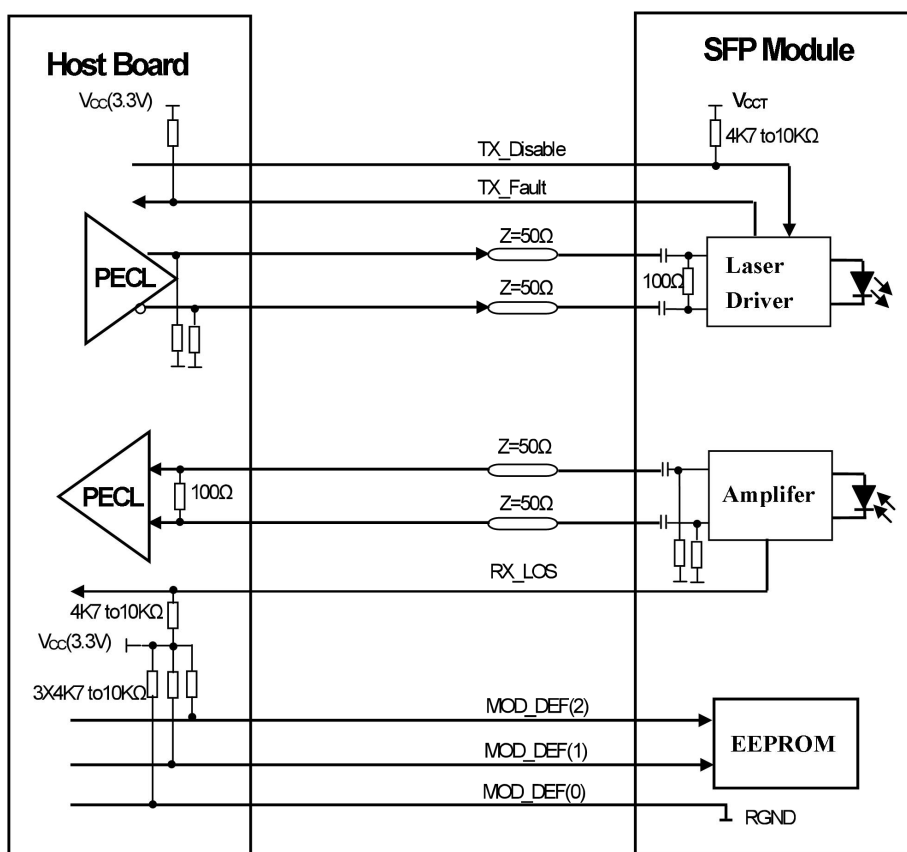 Host Board
SFP Module
VCC(3.3V)
VCCT
4K7 to10KΩ
TX_Disable
TX_Fault
Z=50Ω
PECL
100Ω
Laser
Driver
Z=50Ω
Z=50Ω
PECL
100Ω
Z=50Ω
Amplifer
RX_LOS
4K7 to10KΩ
VCC(3.3V)
3X4K7 to10KΩ
MOD_DEF(2)
MOD_DEF(1)
EEPROM
MOD_DEF(0)
RGND